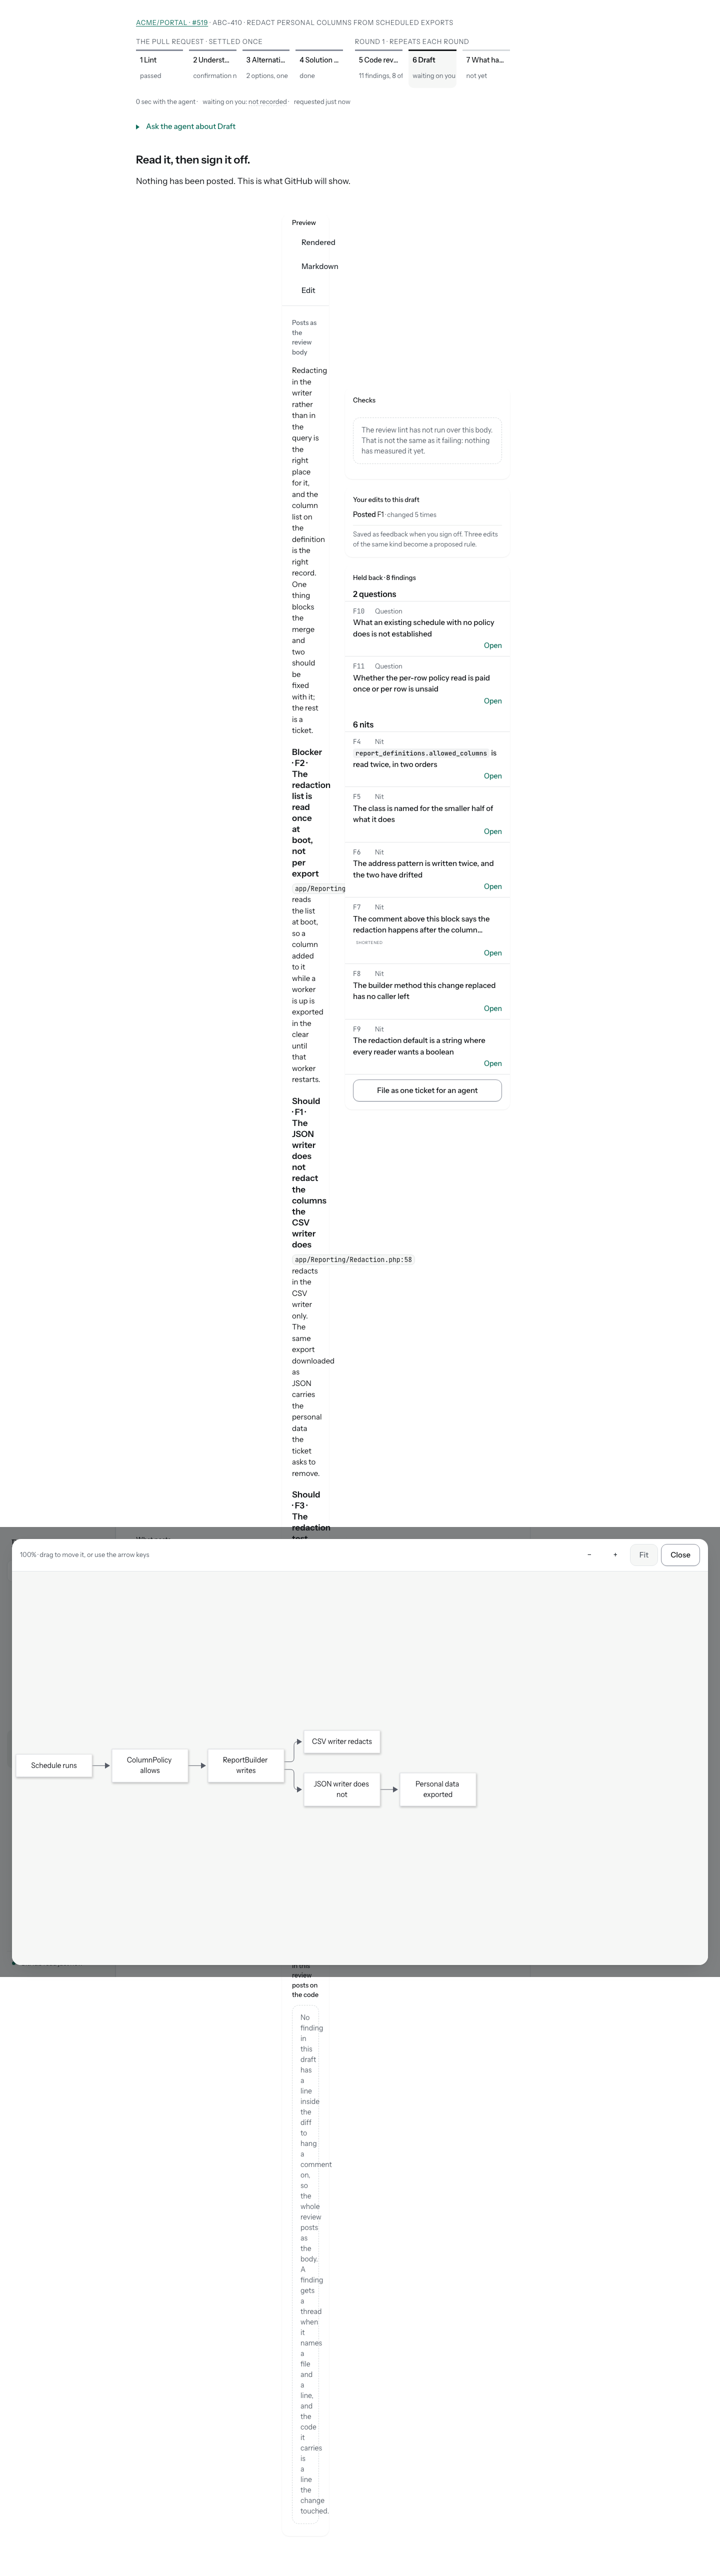 ACME/PORTAL · #519 · ABC-410 · REDACT PERSONAL COLUMNS FROM SCHEDULED EXPORTS
THE PULL REQUEST · SETTLED ONCE
1 Lint
passed
2 Underst...
confirmation n
3 Alternati...
2 options, one
4 Solution ...
done
ROUND 1 · REPEATS EACH ROUND
5 Code rev...
11 findings, 8 of
6 Draft
waiting on you
7 What ha...
not yet
0 sec with the agent · waiting on you: not recorded · requested just now
Ask the agent about Draft
Read it, then sign it off.
Nothing has been posted. This is what GitHub will show.
Preview
Rendered
Markdown
Edit
Posts as
the
review
body
Redacting
in the
writer
rather
than in
the
query is
the
right
place
for it,
and the
column
list on
the
definition
is the
right
record.
One
thing
blocks
the
merge
and
two
should
be
fixed
with it;
the rest
is a
ticket.
Blocker
· F2 ·
The
redaction
list is
read
once
at
boot,
not
per
export
app/Reporting
reads
the list
at boot,
so a
column
added
to it
while a
worker
is up is
exported
in the
clear
until
that
worker
restarts.
Should
· F1 ·
The
JSON
writer
does
not
redact
the
columns
the
CSV
writer
does
app/Reporting/Redaction.php:58
redacts
in the
CSV
writer
only.
The
same
export
downloaded
as
JSON
carries
the
personal
data
the
ticket
asks to
remove.
Should
· F3 ·
The
redaction
Checks
The review lint has not run over this body.
That is not the same as it failing: nothing
has measured it yet.
Your edits to this draft
Posted F1 · changed 5 times
Saved as feedback when you sign off. Three edits
of the same kind become a proposed rule.
Held back · 8 findings
2 questions
F10 Question
What an existing schedule with no policy
does is not established
Open
F11 Question
Whether the per-row policy read is paid
once or per row is unsaid
Open
6 nits
F4 Nit
report_definitions.allowed_columns is
read twice, in two orders
Open
F5 Nit
The class is named for the smaller half of
what it does
Open
F6 Nit
The address pattern is written twice, and
the two have drifted
Open
F7 Nit
The comment above this block says the
redaction happens after the column...
SHORTENED
Open
F8 Nit
The builder method this change replaced
has no caller left
Open
F9 Nit
The redaction default is a string where
every reader wants a boolean
Open
File as one ticket for an agent
100% · drag to move it, or use the arrow keys
−
+
Fit
Close
Schedule runs
ColumnPolicy
allows
ReportBuilder
writes
CSV writer redacts
JSON writer does
not
Personal data
exported
in this
review
posts on
the code
No
finding
in
this
draft
has
a
line
inside
the
diff
to
hang
a
comment
on,
so
the
whole
review
posts
as
the
body.
A
finding
gets
a
thread
when
it
names
a
file
and
a
line,
and
the
code
it
carries
is
a
line
the
change
touched.